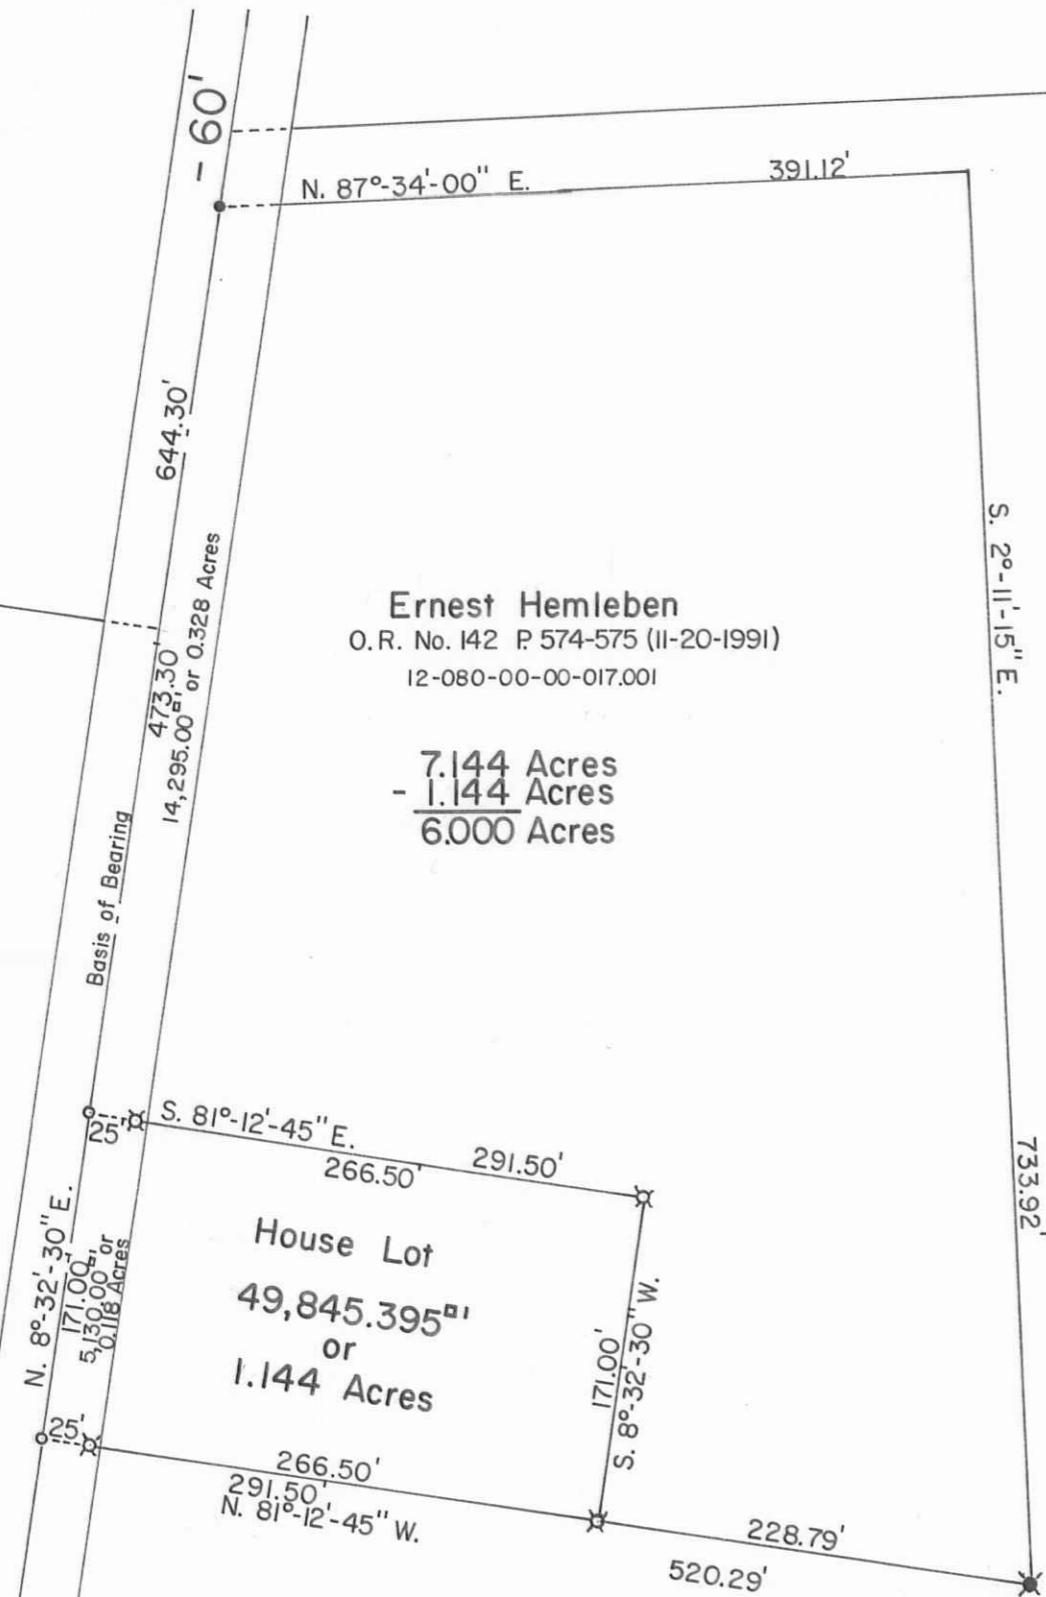 - 60'
N. 87°-34'-00" E.
391.12'
644.30'
473.30'
14,295.00▫' or 0.328 Acres
Basis of Bearing
Ernest Hemleben
O.R. No. 142 P. 574-575 (11-20-1991)
12-080-00-00-017.001
7.144 Acres
- 1.144 Acres
6.000 Acres
S. 2°-11'-15" E.
733.92'
25'
S. 81°-12'-45" E.
266.50'
291.50'
N. 8°-32'-30" E.
171.00'
5,130.00▫' or
0.118 Acres
House Lot
49,845.395▫'
or
1.144 Acres
171.00'
S. 8°-32'-30" W.
25'
266.50'
291.50'
N. 81°-12'-45" W.
228.79'
520.29'